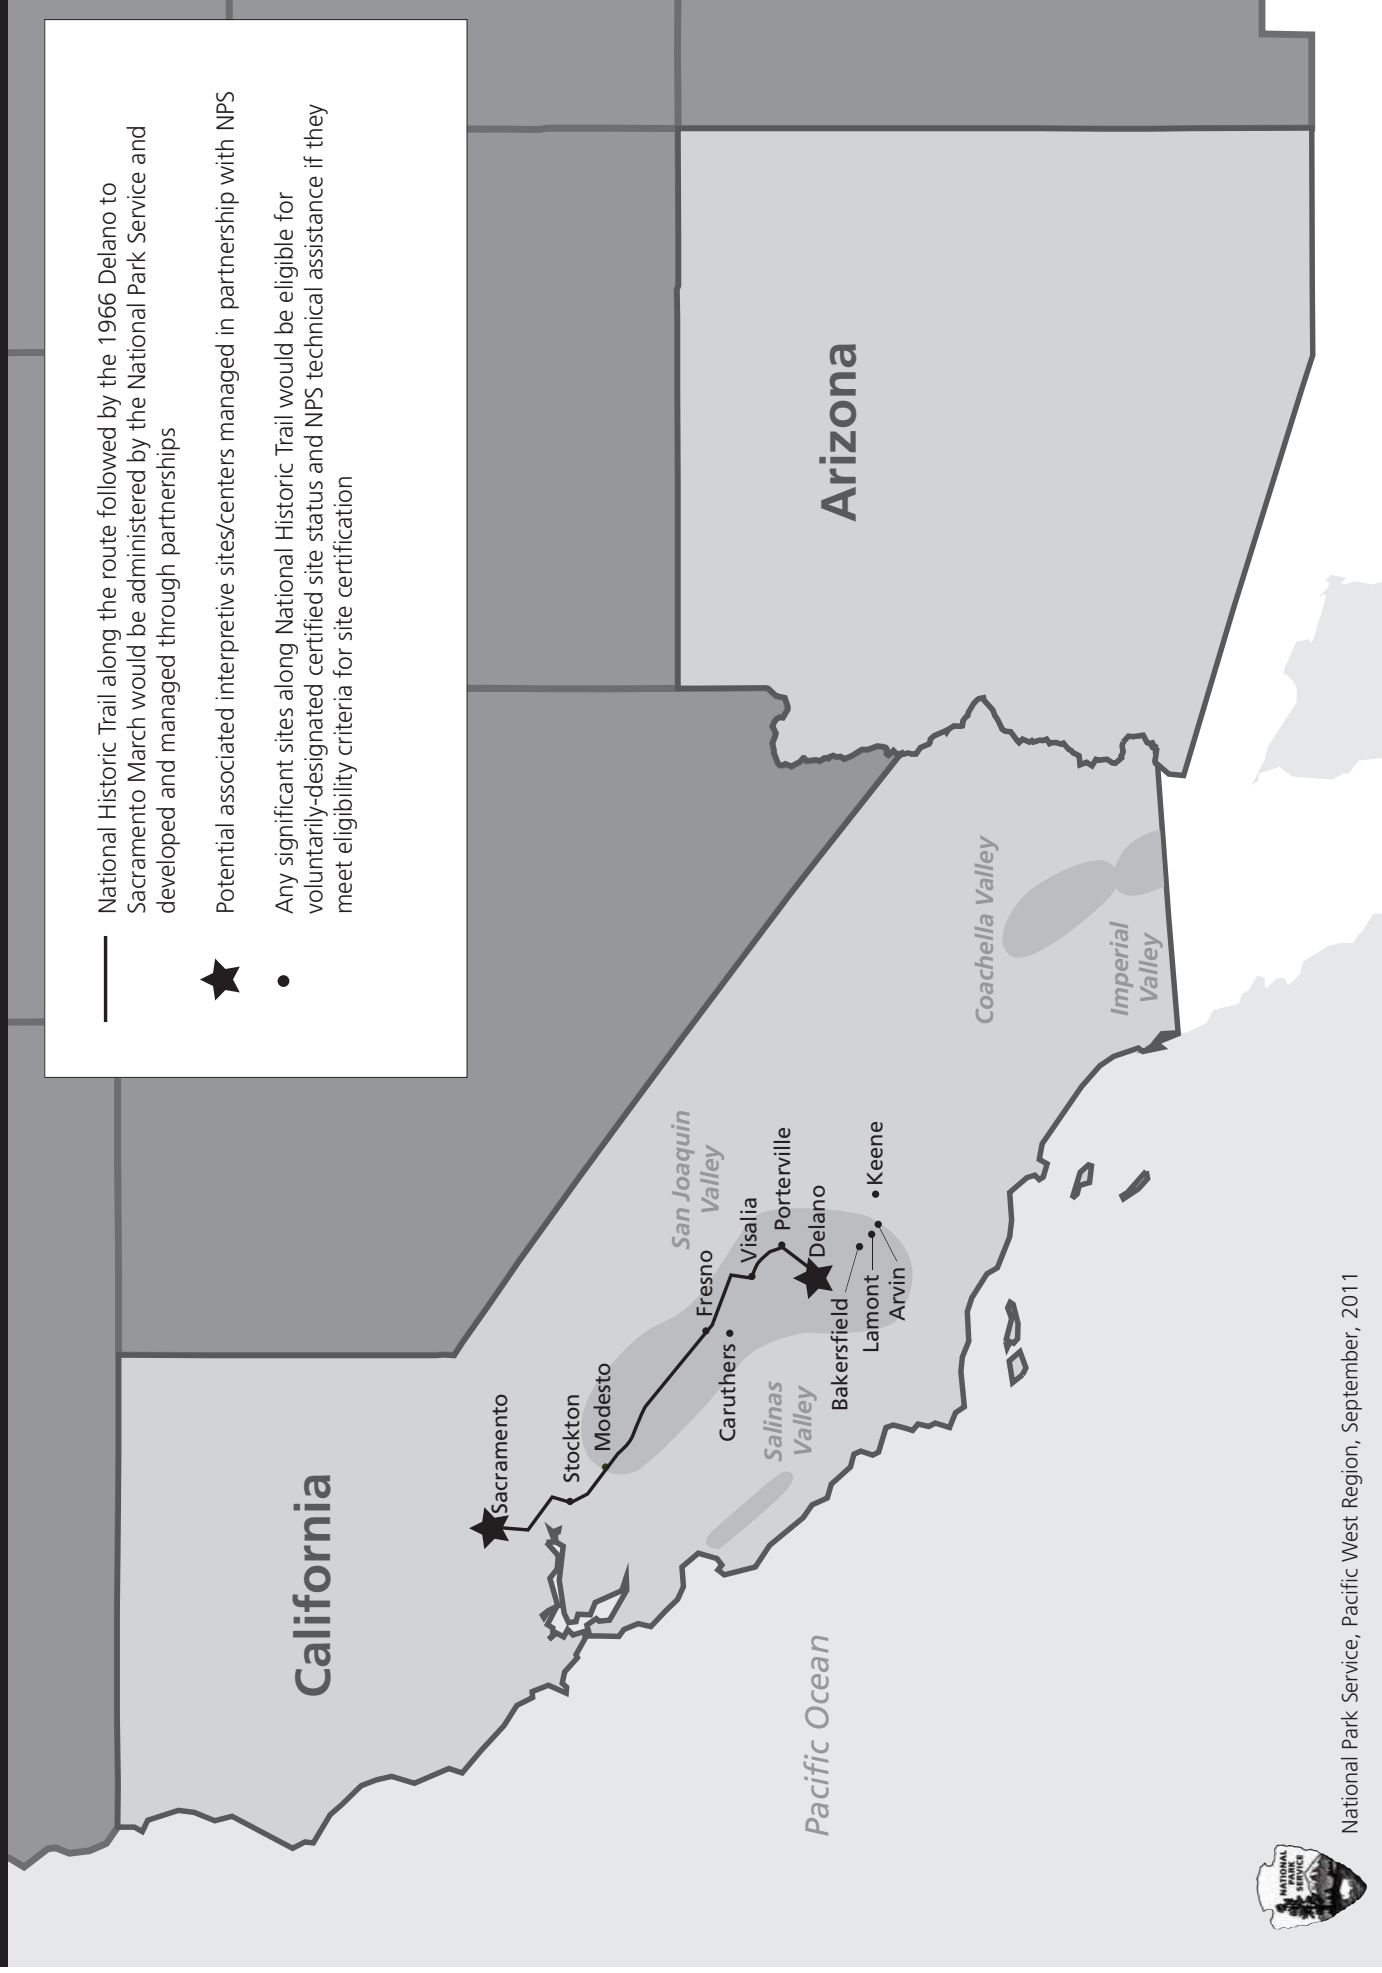 National Historic Trail along the route followed by the 1966 Delano to
Sacramento March would be administered by the National Park Service and
developed and managed through partnerships
Potential associated interpretive sites/centers managed in partnership with NPS
Any significant sites along National Historic Trail would be eligible for
voluntarily-designated certified site status and NPS technical assistance if they
meet eligibility criteria for site certification
California
Arizona
Sacramento
Stockton
Modesto
San Joaquin
Valley
Fresno
Caruthers
Visalia
Porterville
Delano
Salinas
Valley
Bakersfield
Lamont
Arvin
Keene
Coachella Valley
Imperial
Valley
Pacific Ocean
NATIONAL
PARK
SERVICE
National Park Service, Pacific West Region, September, 2011